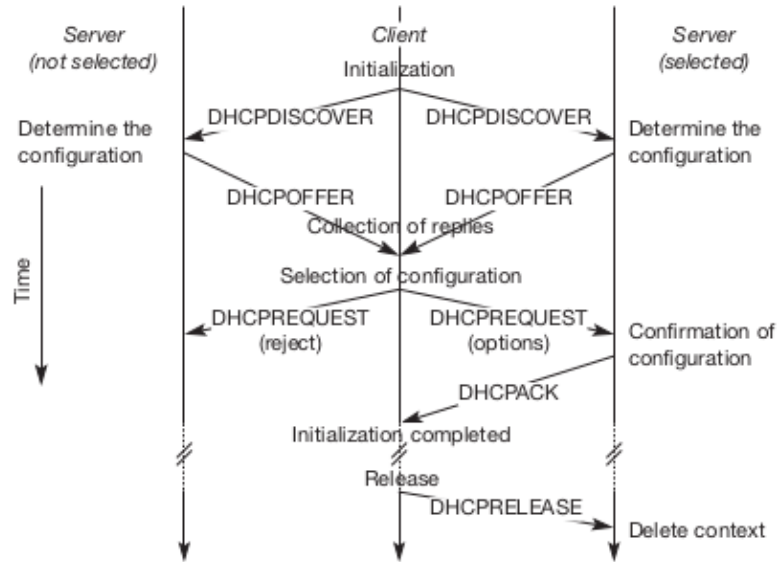 Server
(not selected)
Client
Server
(selected)
Initialization
DHCPDISCOVER
DHCPDISCOVER
Determine the
configuration
Determine the
configuration
DHCPOFFER
DHCPOFFER
Collection of replies
Time
Selection of configuration
DHCPREQUEST
(reject)
DHCPREQUEST
(options)
Confirmation of
configuration
DHCPACK
Initialization completed
Release
DHCPRELEASE
Delete context